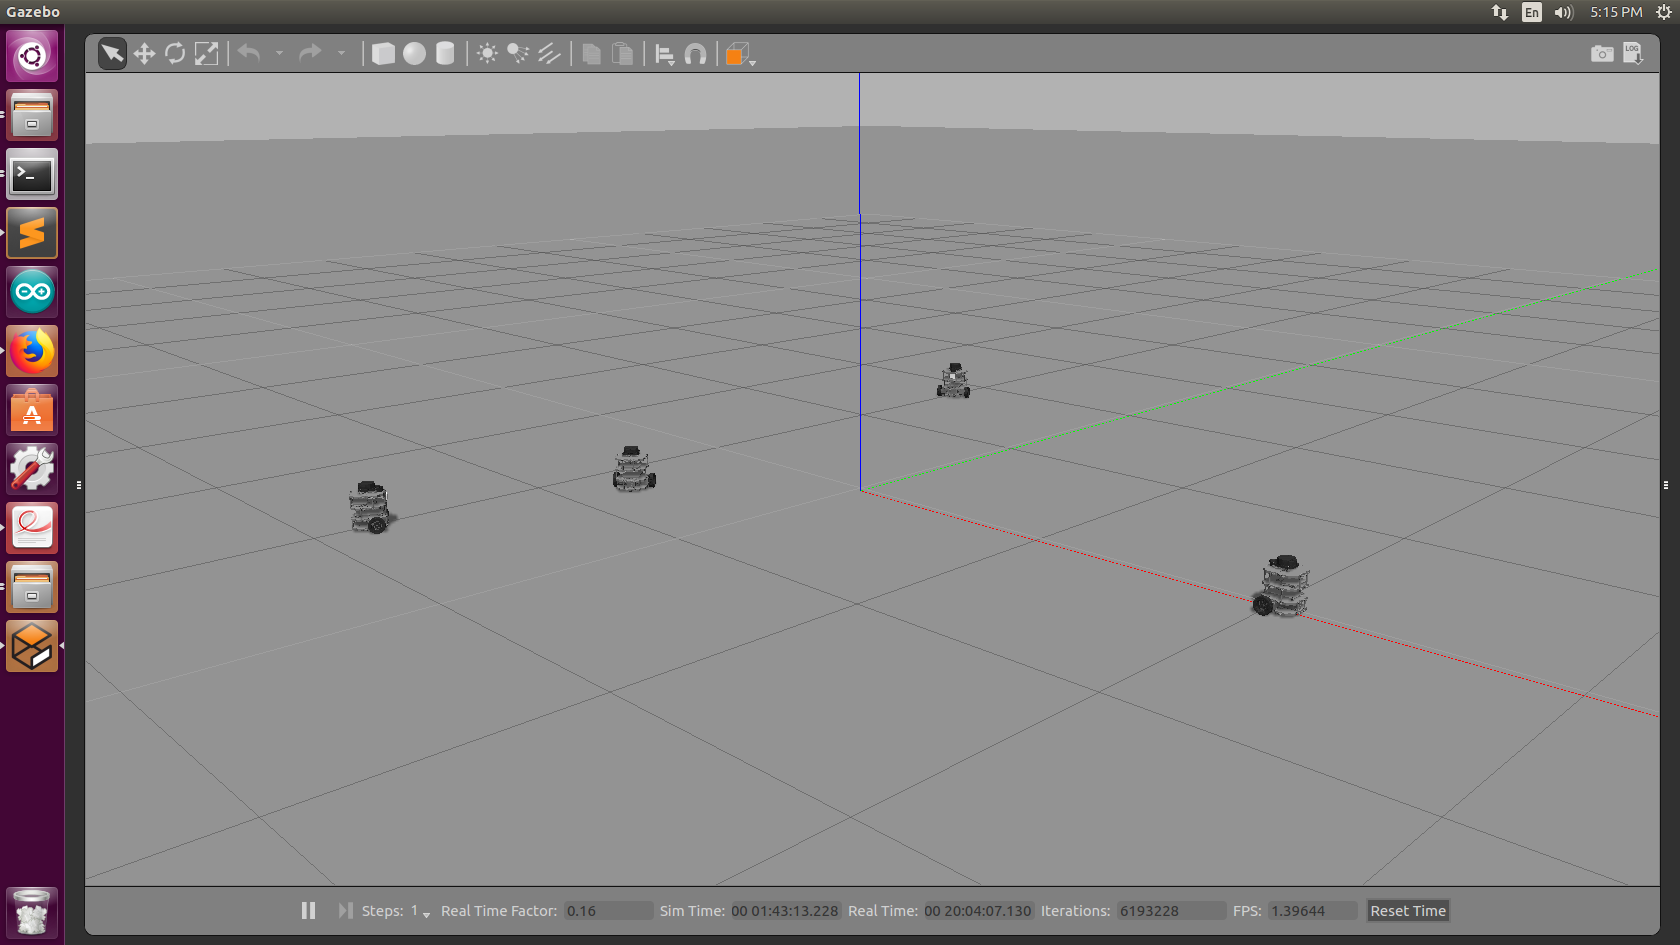 Gazebo
En
5:15 PM
LOG
Steps: 1 Real Time Factor: 0.16 Sim Time: 00 01:43:13.228 Real Time: 00 20:04:07.130 Iterations: 6193228 FPS: 1.39644 Reset Time